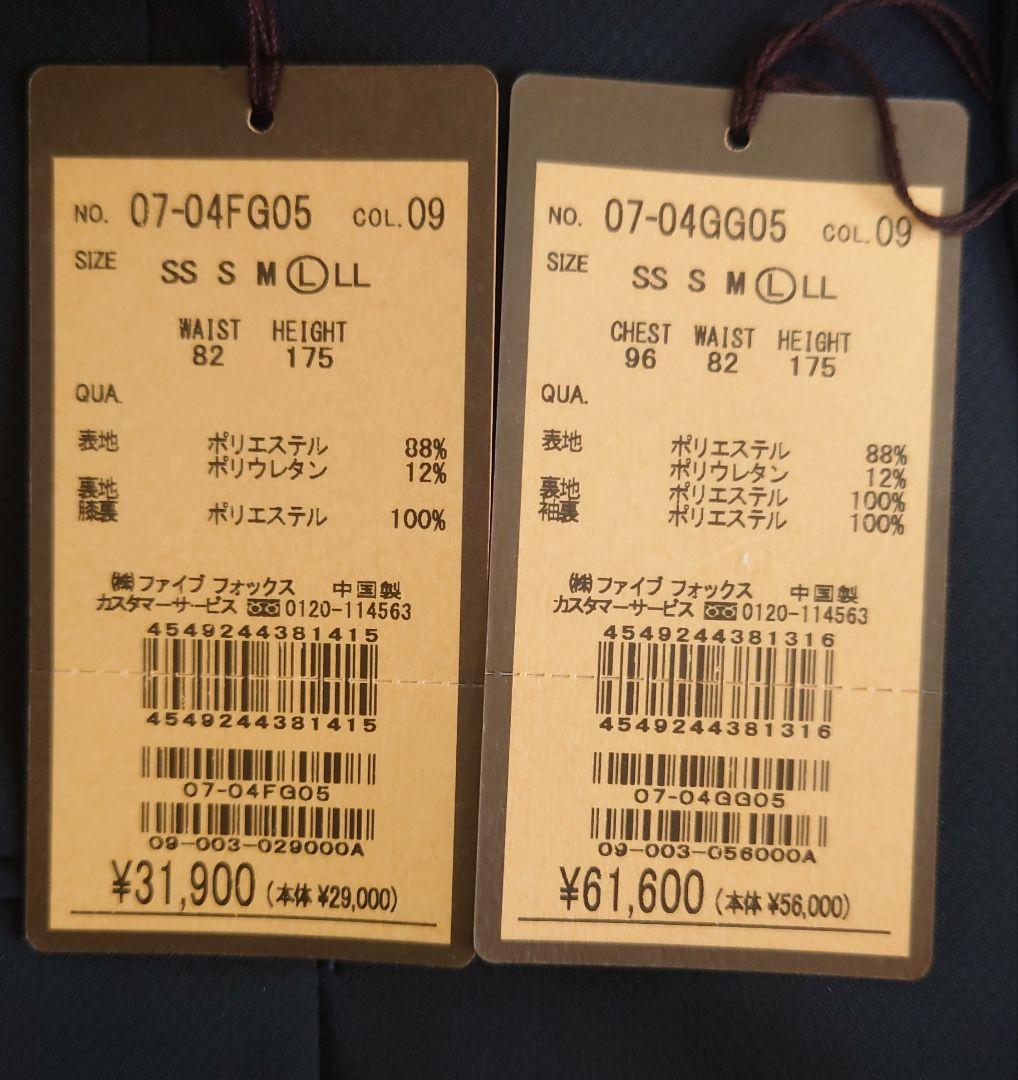 NO. 07-04FG05 COL. 09
SIZE
SS S M L LL
WAIST HEIGHT
82 175
QUA.
表地 ポリエステル 88%
ポリウレタン 12%
裏地
膝裏 ポリエステル 100%
㈱ファイブ フォックス 中国製
カスタマーサービス 0120-114563
4549244381415
4549244381415
07-04FG05
09-003-029000A
¥31,900 (本体 ¥29,000)
NO. 07-04GG05 COL. 09
SIZE
SS S M L LL
CHEST WAIST HEIGHT
96 82 175
QUA.
表地 ポリエステル 88%
ポリウレタン 12%
裏地 ポリエステル 100%
袖裏 ポリエステル 100%
㈱ファイブ フォックス 中国製
カスタマーサービス 0120-114563
4549244381316
4549244381316
07-04GG05
09-003-056000A
¥61,600 (本体 ¥56,000)